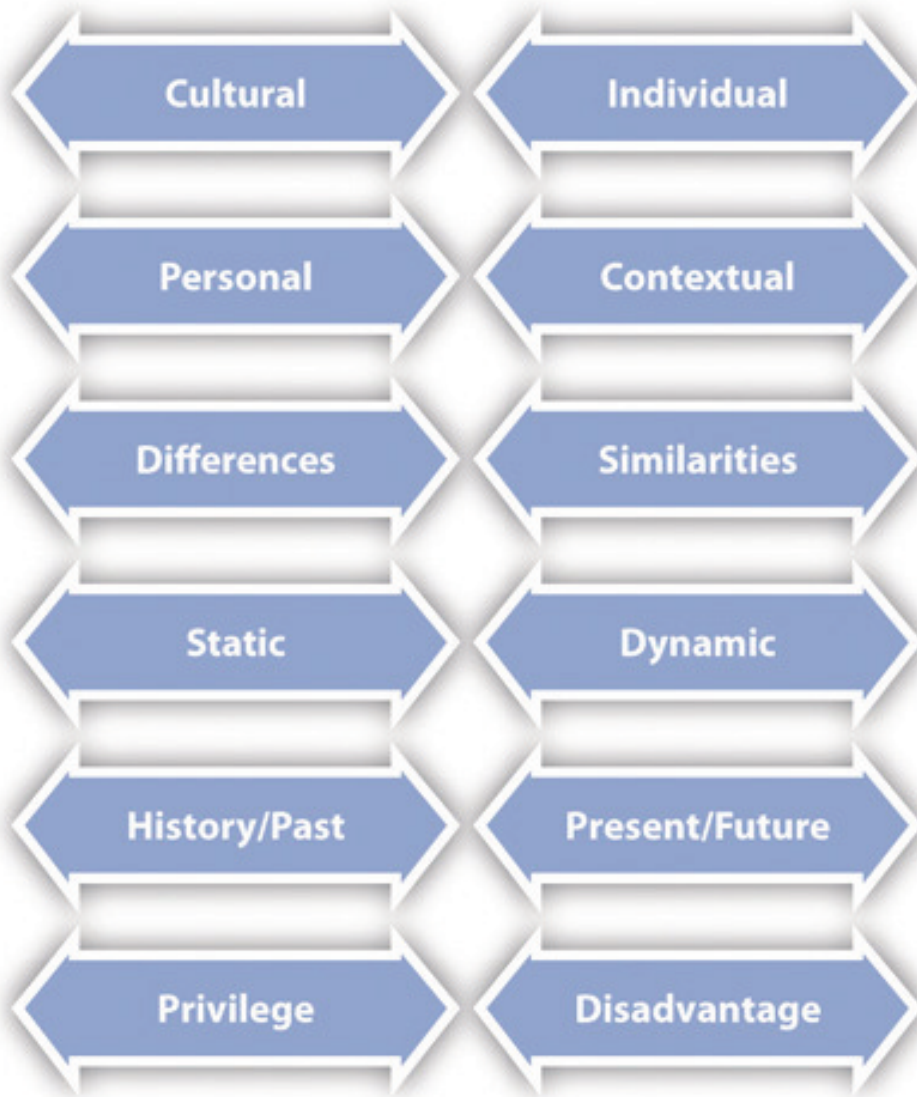 Cultural
Individual
Personal
Contextual
Differences
Similarities
Static
Dynamic
History/Past
Present/Future
Privilege
Disadvantage